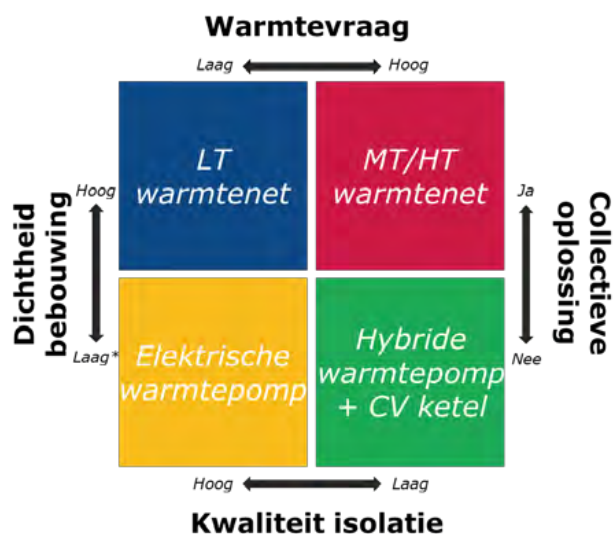 Warmtevraag
Laag
Hoog
LT
warmtenet
MT/HT
warmtenet
Dichtheid
bebouwing
Hoog
Laag*
Ja
Nee
Collectieve
oplossing
Elektrische
warmtepomp
Hybride
warmtepomp
+ CV ketel
Hoog
Laag
Kwaliteit isolatie